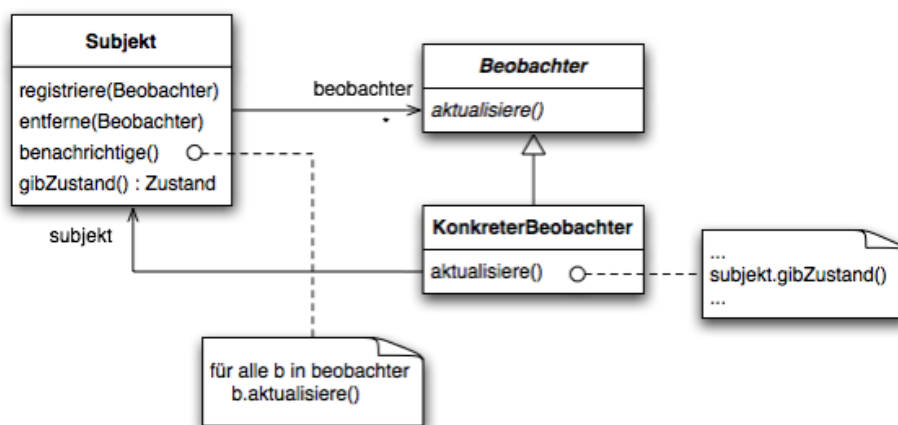 Subjekt
registriere(Beobachter)
entferne(Beobachter)
benachrichtige()
gibZustand() : Zustand
beobachter
*
Beobachter
aktualisiere()
subjekt
KonkreterBeobachter
aktualisiere()
...
subjekt.gibZustand()
...
für alle b in beobachter
b.aktualisiere()